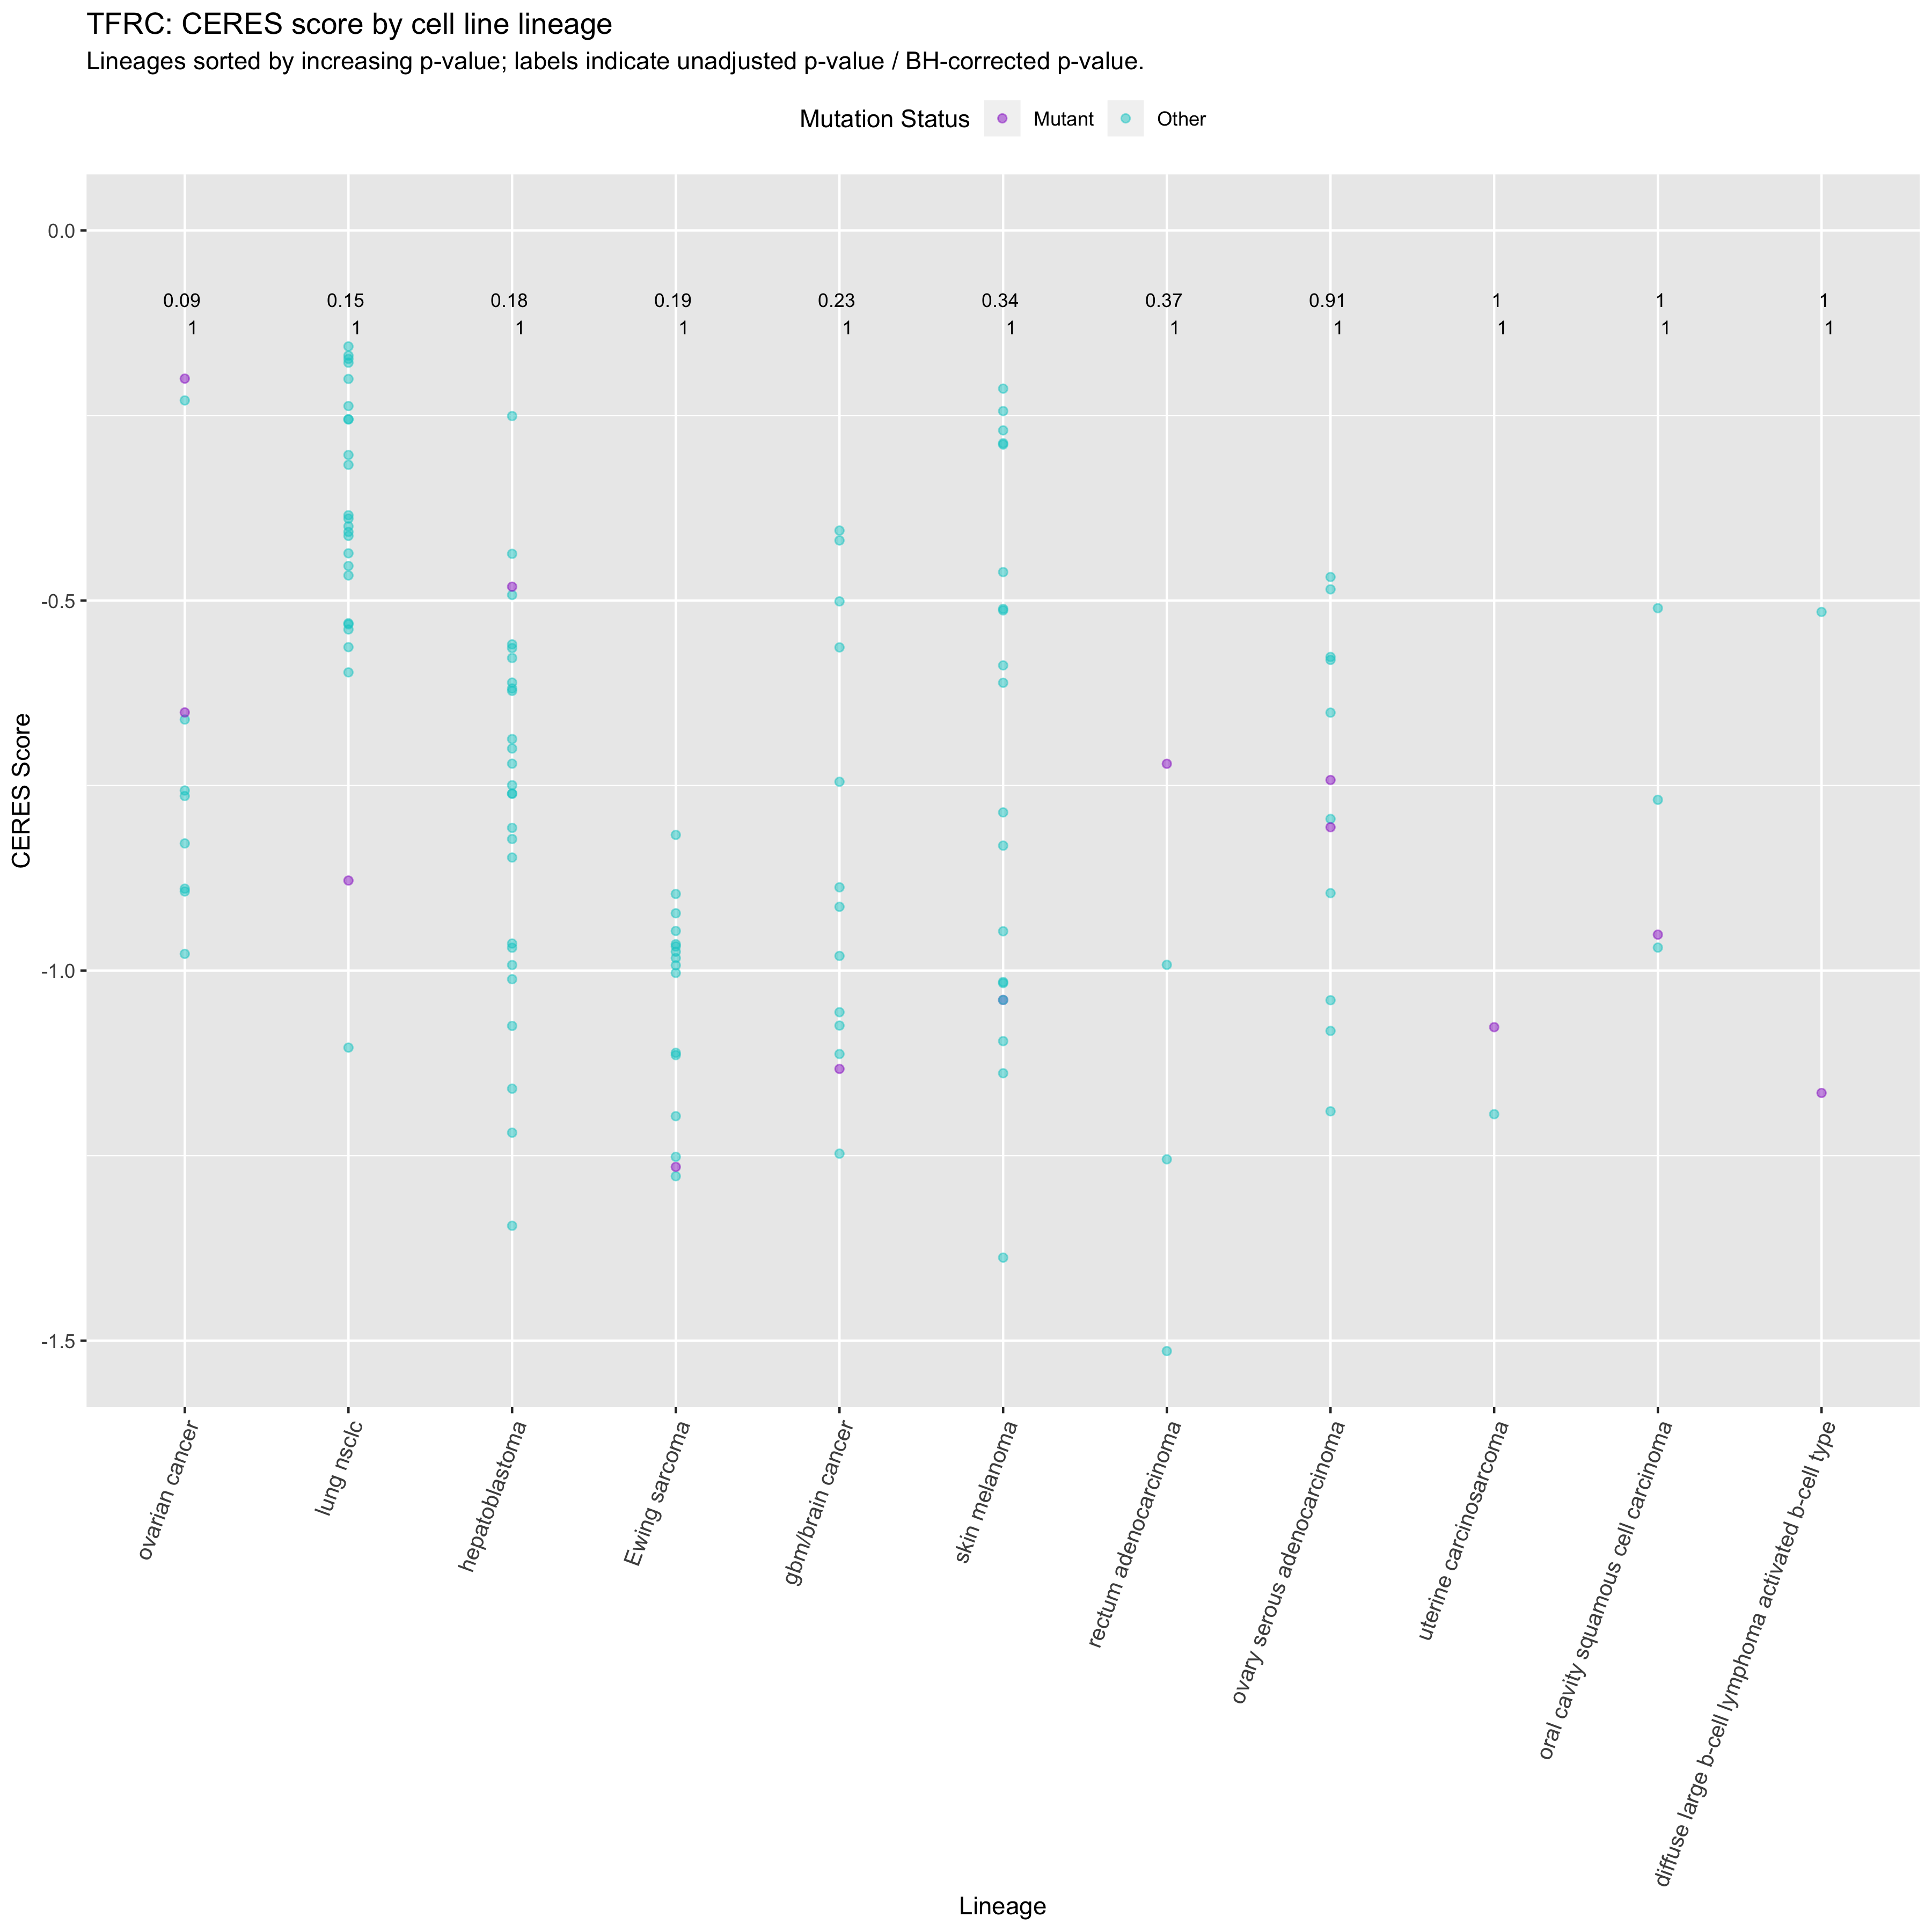 TFRC: CERES score by cell line lineage
Lineages sorted by increasing p-value; labels indicate unadjusted p-value / BH-corrected p-value.
Mutation Status Mutant Other
0.0
0.09 0.15 0.18 0.19 0.23 0.34 0.37 0.91 1 1 1
1 1 1 1 1 1 1 1 1 1 1
-0.5
CERES Score
-1.0
-1.5
ovarian cancer
lung nsclc
hepatoblastoma
Ewing sarcoma
gbm/brain cancer
skin melanoma
rectum adenocarcinoma
ovary serous adenocarcinoma
uterine carcinosarcoma
oral cavity squamous cell carcinoma
diffuse large b-cell lymphoma activated b-cell type
Lineage